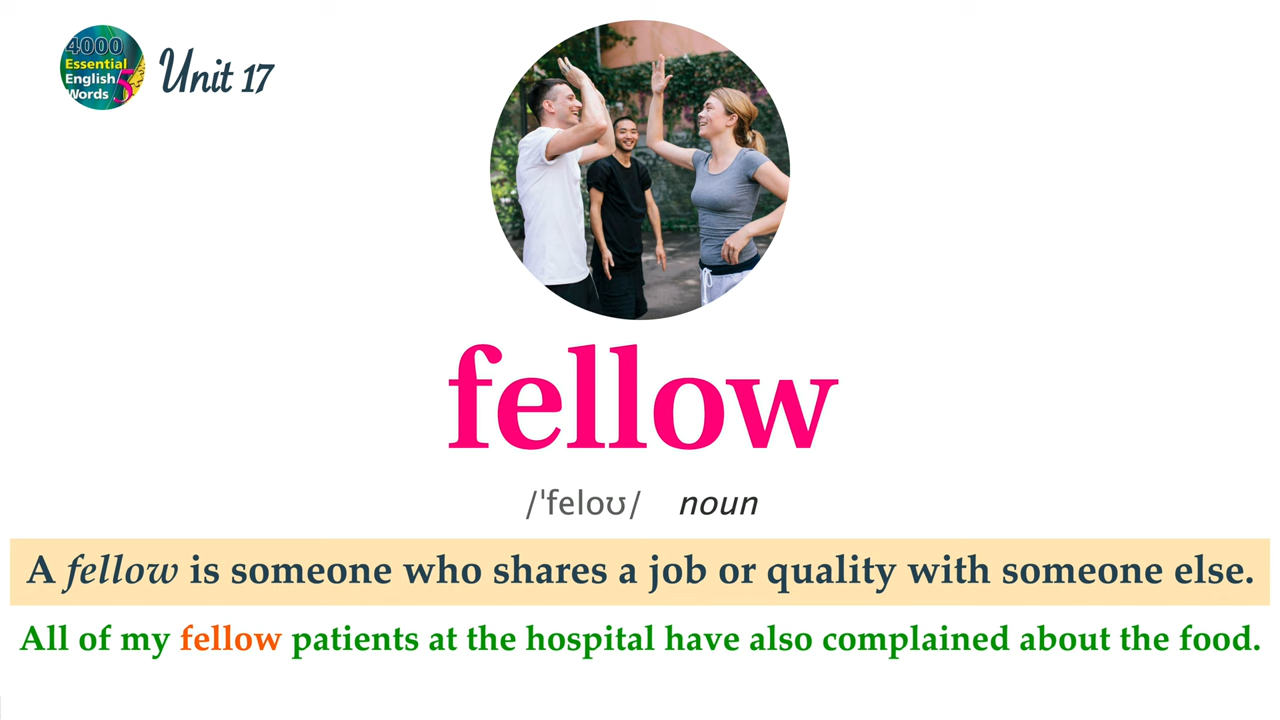 4000
Essential
English
Words 5
Unit 17
fellow
/ˈfeloʊ/ noun
A fellow is someone who shares a job or quality with someone else.
All of my fellow patients at the hospital have also complained about the food.